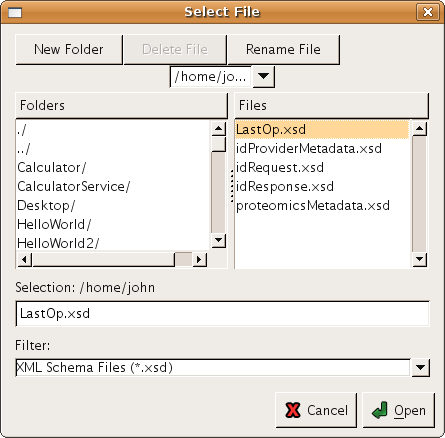 Select File
New Folder Delete File Rename File
/home/jo...
Folders Files
./
../
Calculator/
CalculatorService/
Desktop/
HelloWorld/
HelloWorld2/
LastOp.xsd
idProviderMetadata.xsd
idRequest.xsd
idResponse.xsd
proteomicsMetadata.xsd
Selection: /home/john
LastOp.xsd
Filter:
XML Schema Files (*.xsd)
Cancel Open